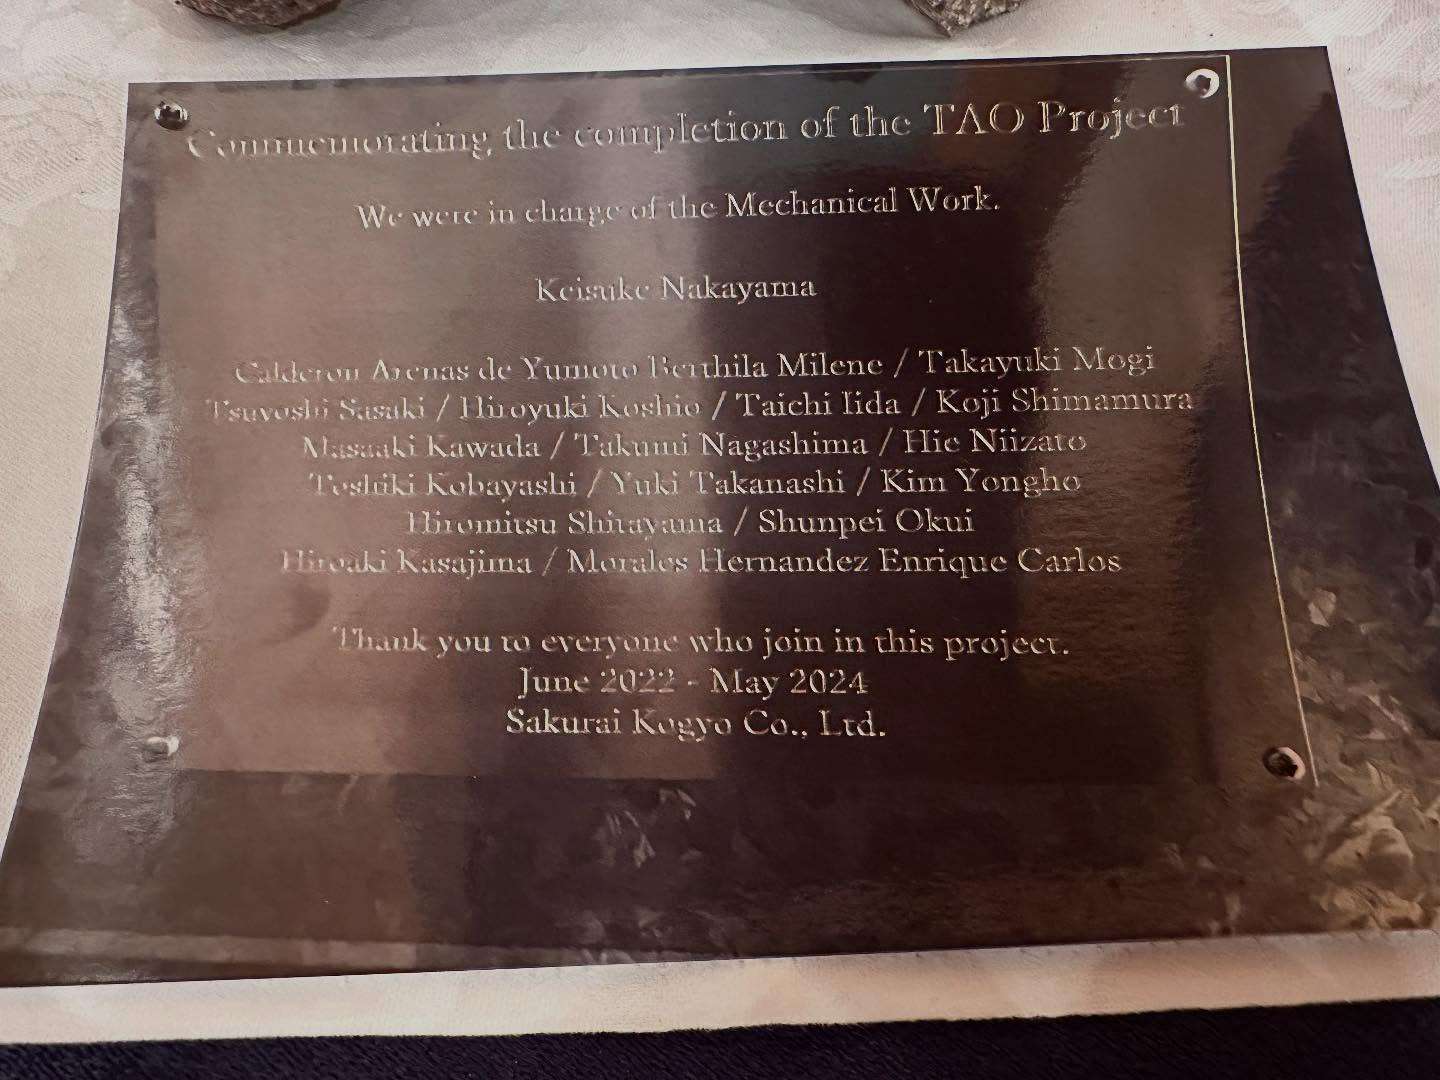 Commemorating the completion of the TAO Project
We were in charge of the Mechanical Work.
Keisuke Nakayama
Calderon Arenas de Yumoto Berthila Milene / Takayuki Mogi
Tsuyoshi Sasaki / Hiroyuki Koshio / Taichi Iida / Koji Shimamura
Masaaki Kawada / Takumi Nagashima / Hie Niizato
Toshiki Kobayashi / Yuki Takanashi / Kim Yongho
Hiromitsu Shirayama / Shunpei Okui
Hiroaki Kasajima / Morales Hernandez Enrique Carlos
Thank you to everyone who join in this project.
June 2022 - May 2024
Sakurai Kogyo Co., Ltd.